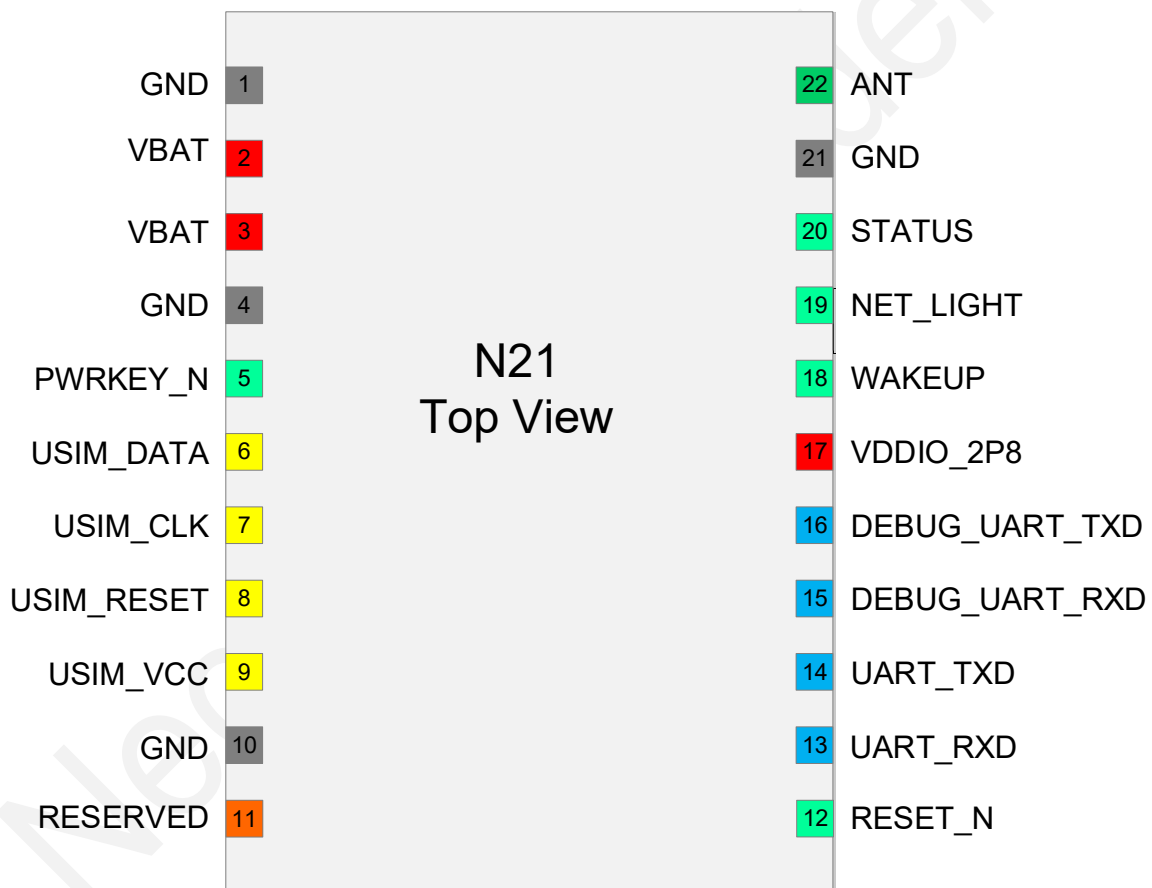 GND 1
VBAT 2
VBAT 3
GND 4
PWRKEY_N 5
USIM_DATA 6
USIM_CLK 7
USIM_RESET 8
USIM_VCC 9
GND 10
RESERVED 11
N21
Top View
22 ANT
21 GND
20 STATUS
19 NET_LIGHT
18 WAKEUP
17 VDDIO_2P8
16 DEBUG_UART_TXD
15 DEBUG_UART_RXD
14 UART_TXD
13 UART_RXD
12 RESET_N